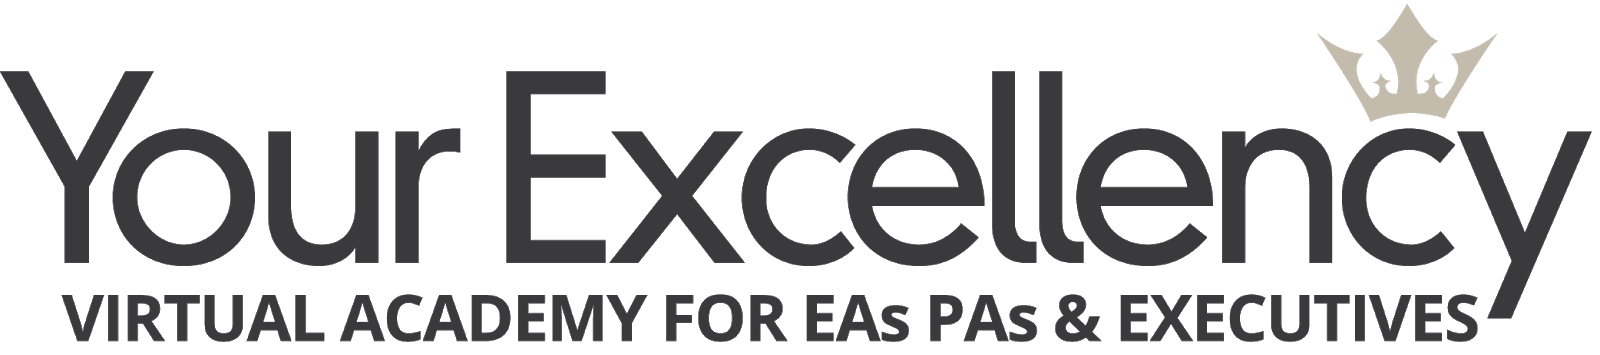 Your Excellency
VIRTUAL ACADEMY FOR EAs PAs & EXECUTIVES